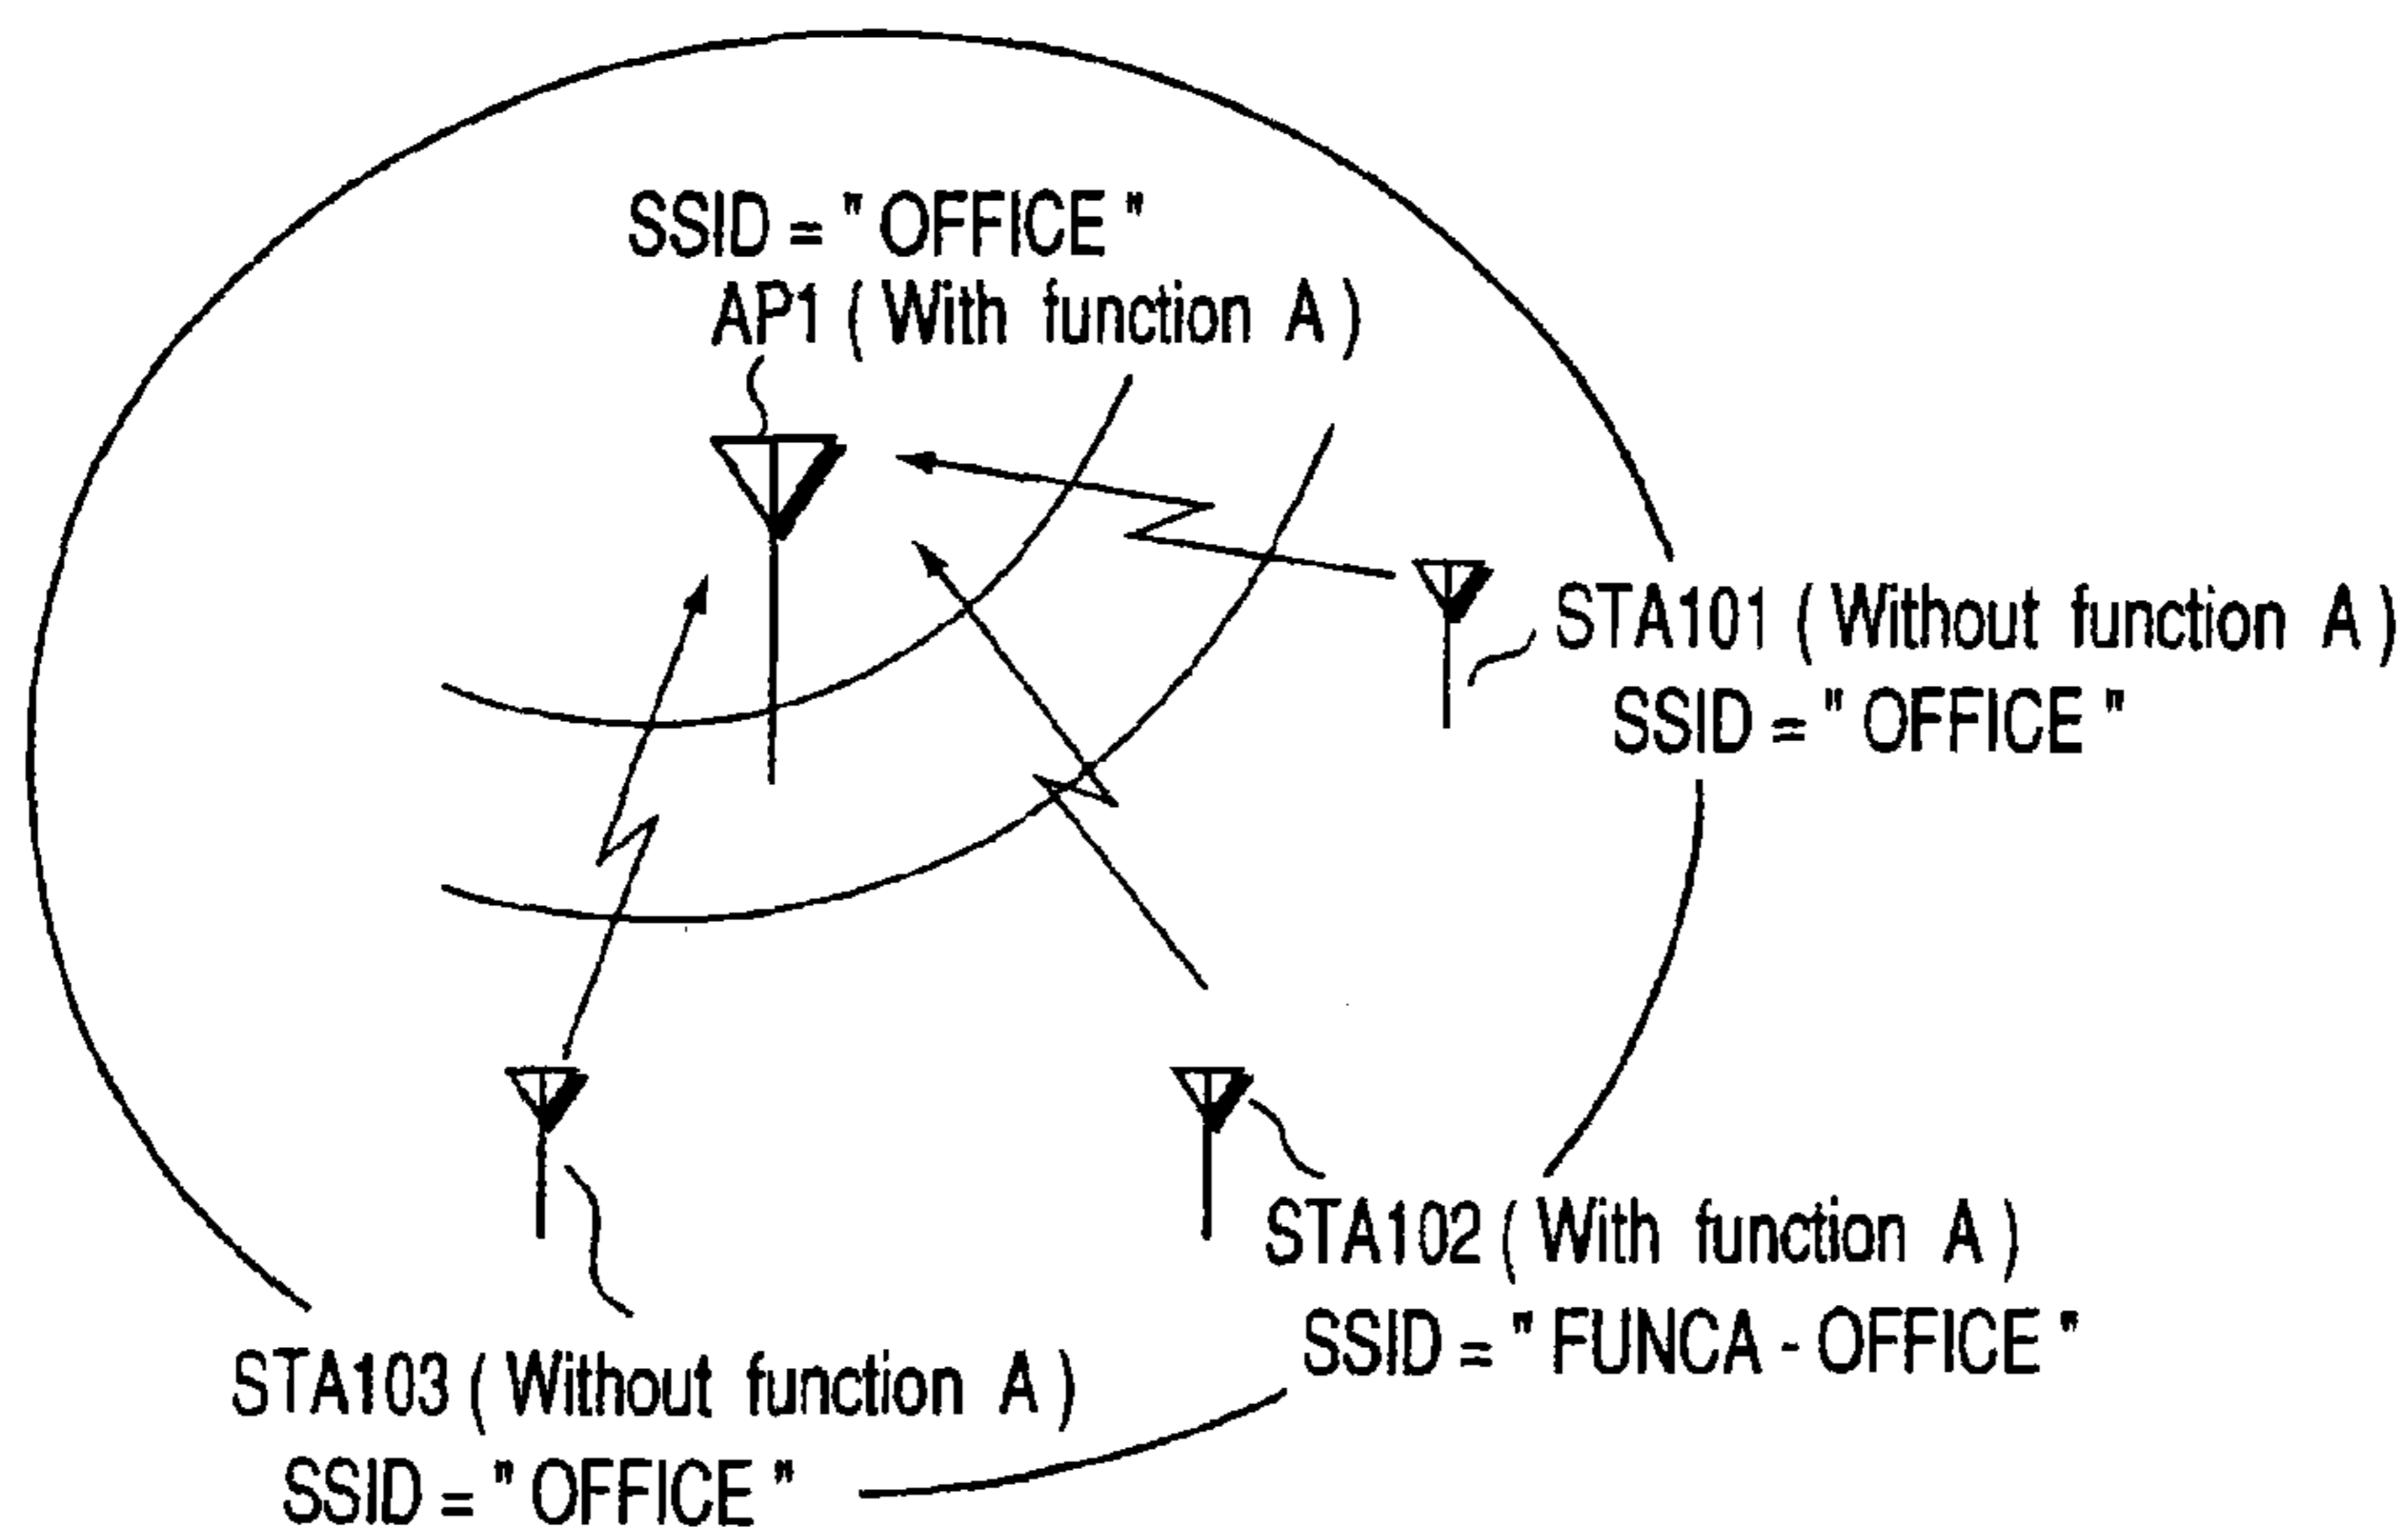 SSID = " OFFICE "
AP1 ( With function A )
STA101 ( Without function A )
SSID = " OFFICE "
STA102 ( With function A )
SSID = " FUNCA - OFFICE "
STA103 ( Without function A )
SSID = " OFFICE "